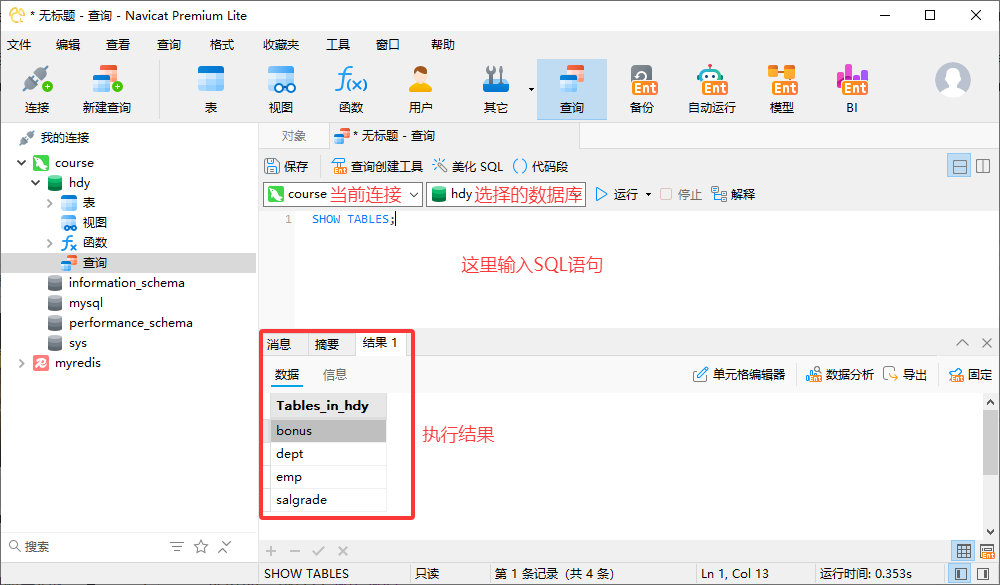 * 无标题 - 查询 - Navicat Premium Lite
文件 编辑 查看 查询 格式 收藏夹 工具 窗口 帮助
连接 新建查询 表 视图 函数 用户 其它 查询 备份 自动运行 模型 BI
f(x) Ent Ent Ent Ent
我的连接
course
hdy
表
视图
函数
查询
information_schema
mysql
performance_schema
sys
myredis
搜索
对象 * 无标题 - 查询
保存 查询创建工具 美化 SQL () 代码段
course 当前连接 hdy 选择的数据库 运行 停止 解释
1 SHOW TABLES;
这里输入SQL语句
消息 摘要 结果 1
数据 信息 单元格编辑器 数据分析 导出 固定
Tables_in_hdy
bonus
dept
emp
salgrade
执行结果
SHOW TABLES 只读 第 1 条记录（共 4 条） Ln 1, Col 13 运行时间: 0.353s